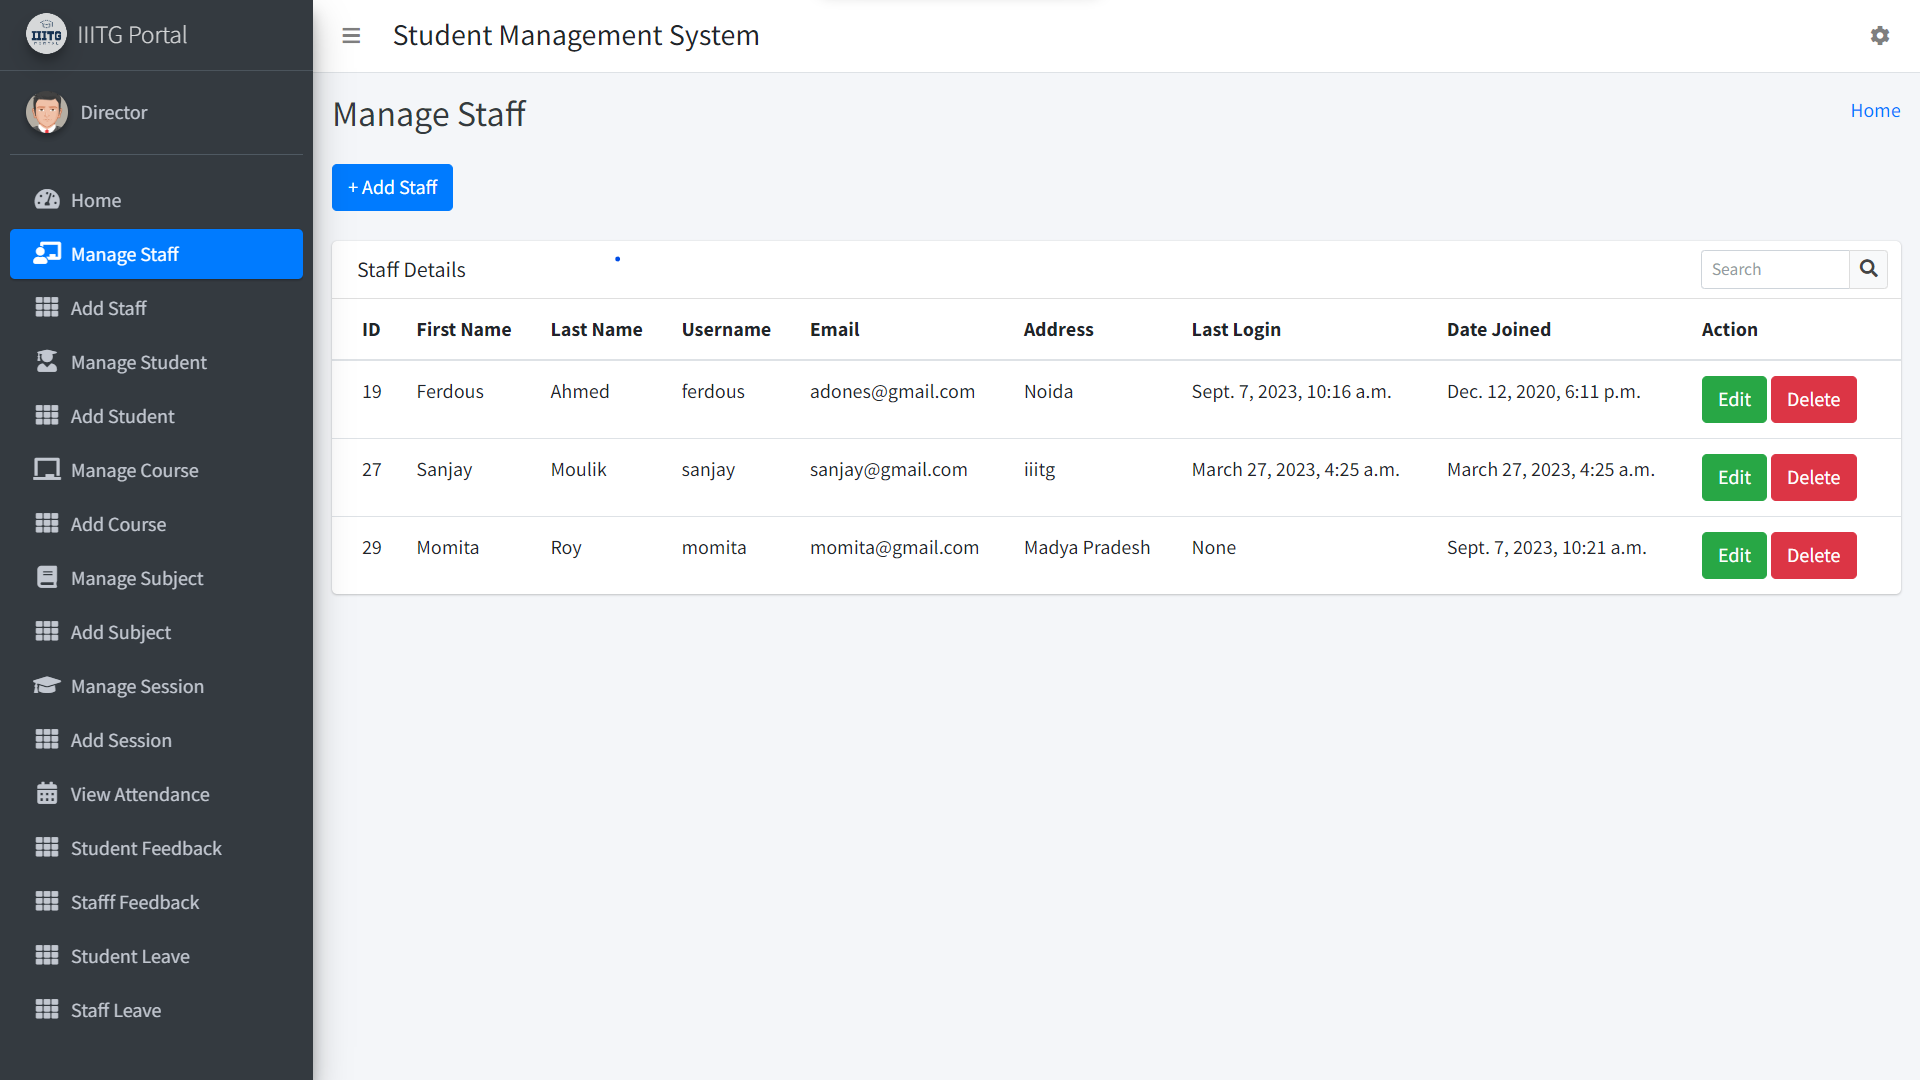 IIITG Portal
Student Management System
Director
Home
Manage Staff
Add Staff
Manage Student
Add Student
Manage Course
Add Course
Manage Subject
Add Subject
Manage Session
Add Session
View Attendance
Student Feedback
Stafff Feedback
Student Leave
Staff Leave
Manage Staff
Home
+ Add Staff
Staff Details
Search
ID First Name Last Name Username Email Address Last Login Date Joined Action
19 Ferdous Ahmed ferdous adones@gmail.com Noida Sept. 7, 2023, 10:16 a.m. Dec. 12, 2020, 6:11 p.m. Edit Delete
27 Sanjay Moulik sanjay sanjay@gmail.com iiitg March 27, 2023, 4:25 a.m. March 27, 2023, 4:25 a.m. Edit Delete
29 Momita Roy momita momita@gmail.com Madya Pradesh None Sept. 7, 2023, 10:21 a.m. Edit Delete